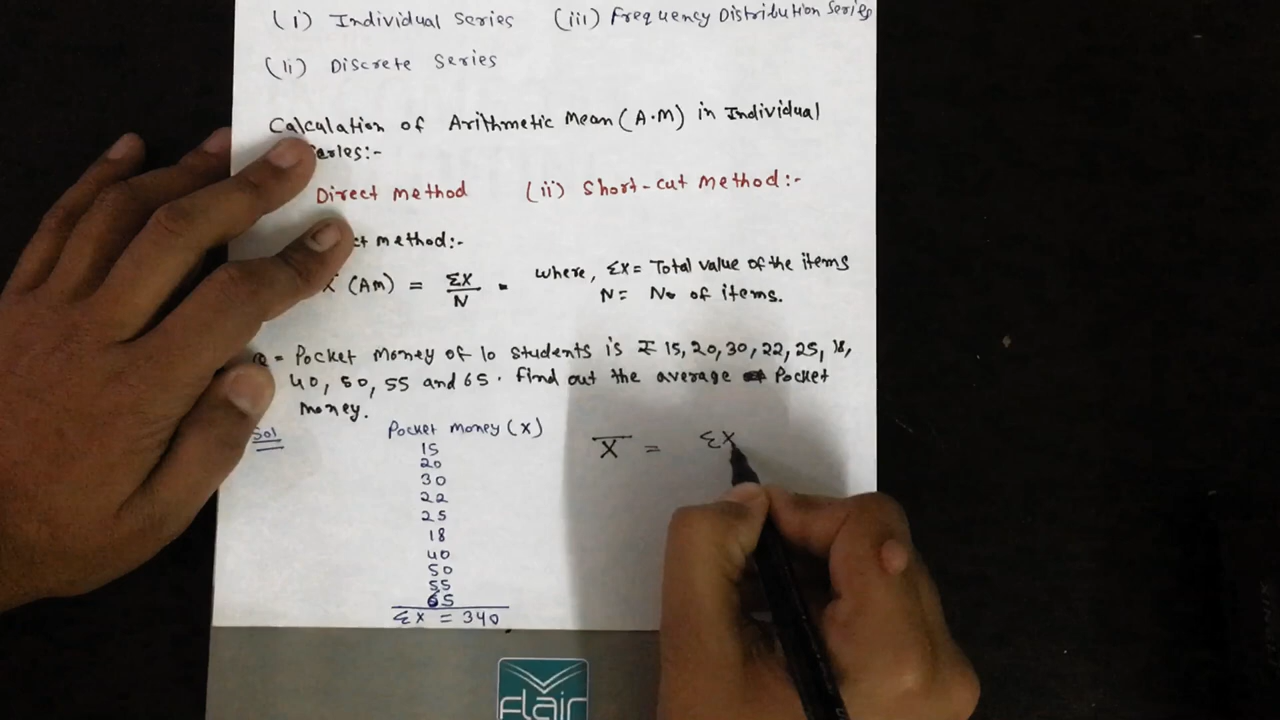 (i) Individual Series (iii) Frequency Distribution Series
(ii) Discrete Series
Calculation of Arithmetic Mean (A.M) in Individual
Series:-
Direct method (ii) Short-cut Method:-
method:-
X̄ (AM) = ΣX/N where, ΣX = Total value of the items
N = No of items.
Q = Pocket Money of 10 students is ₹ 15, 20, 30, 22, 25, 18,
40, 50, 55 and 65. Find out the average Pocket
Money.
Sol
Pocket money (X)
15
20
30
22
25
18
40
50
55
65
ΣX = 340
X̄ = ΣX
Flair